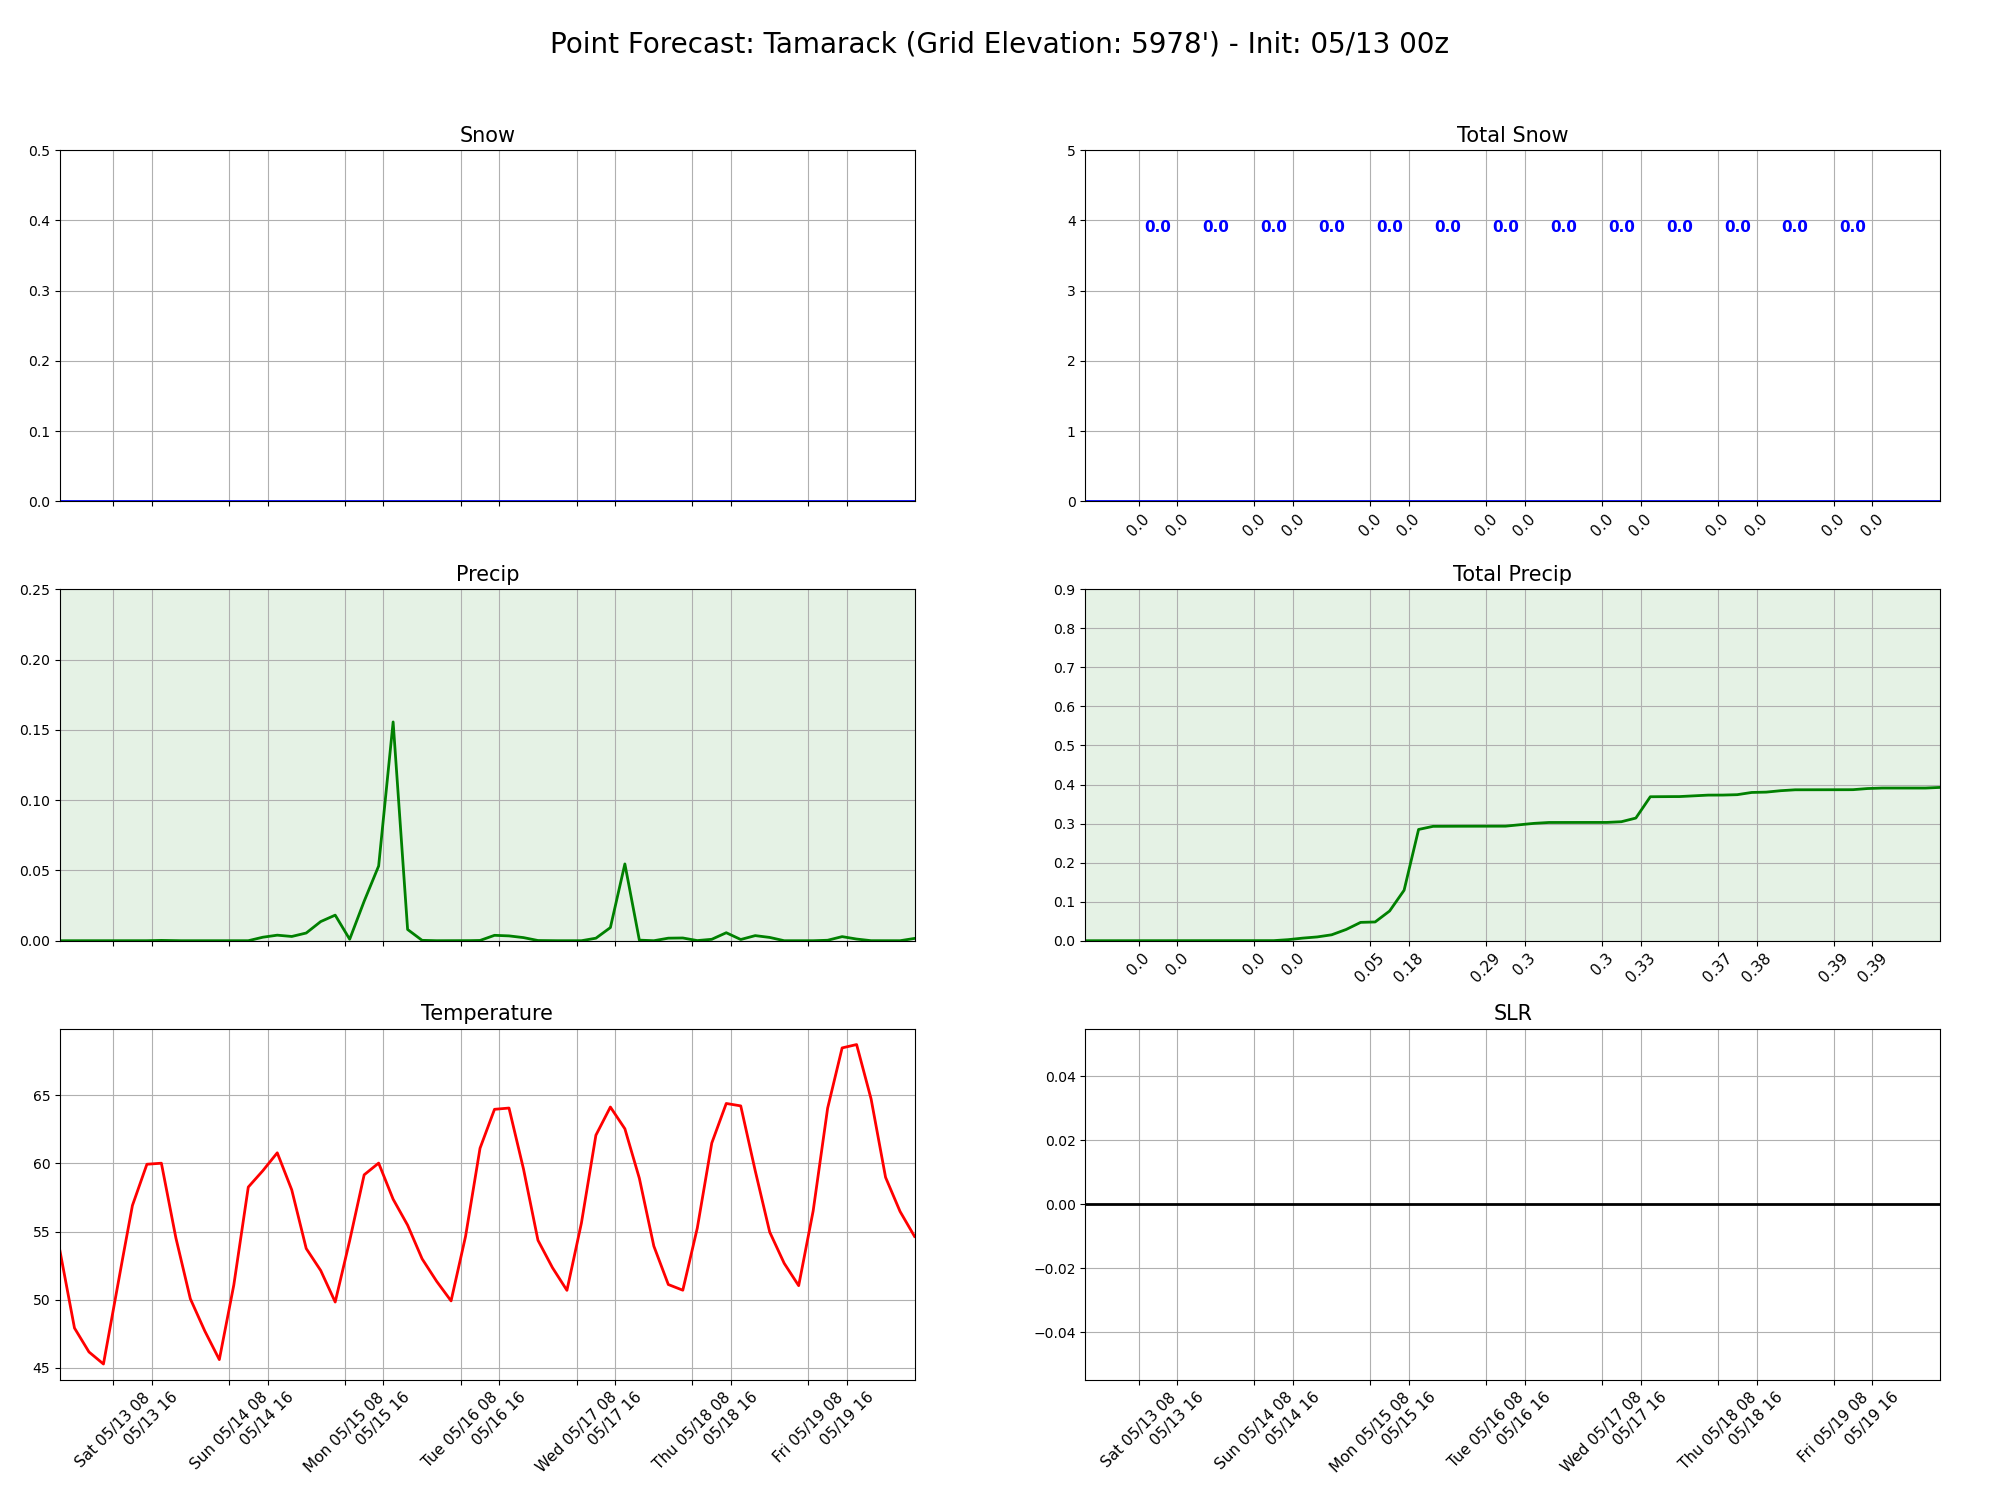 Point Forecast: Tamarack (Grid Elevation: 5978') - Init: 05/13 00z
Snow
0.5
0.4
0.3
0.2
0.1
0.0
Total Snow
5
4
3
2
1
0
0.0 0.0 0.0 0.0 0.0 0.0 0.0 0.0 0.0 0.0 0.0 0.0 0.0
0.0 0.0 0.0 0.0 0.0 0.0 0.0 0.0 0.0 0.0 0.0 0.0 0.0 0.0
Precip
0.25
0.20
0.15
0.10
0.05
0.00
Total Precip
0.9
0.8
0.7
0.6
0.5
0.4
0.3
0.2
0.1
0.0
0.0 0.0 0.0 0.0 0.05 0.18 0.29 0.3 0.3 0.33 0.37 0.38 0.39 0.39
Temperature
65
60
55
50
45
Sat 05/13 08
05/13 16
Sun 05/14 08
05/14 16
Mon 05/15 08
05/15 16
Tue 05/16 08
05/16 16
Wed 05/17 08
05/17 16
Thu 05/18 08
05/18 16
Fri 05/19 08
05/19 16
SLR
0.04
0.02
0.00
−0.02
−0.04
Sat 05/13 08
05/13 16
Sun 05/14 08
05/14 16
Mon 05/15 08
05/15 16
Tue 05/16 08
05/16 16
Wed 05/17 08
05/17 16
Thu 05/18 08
05/18 16
Fri 05/19 08
05/19 16